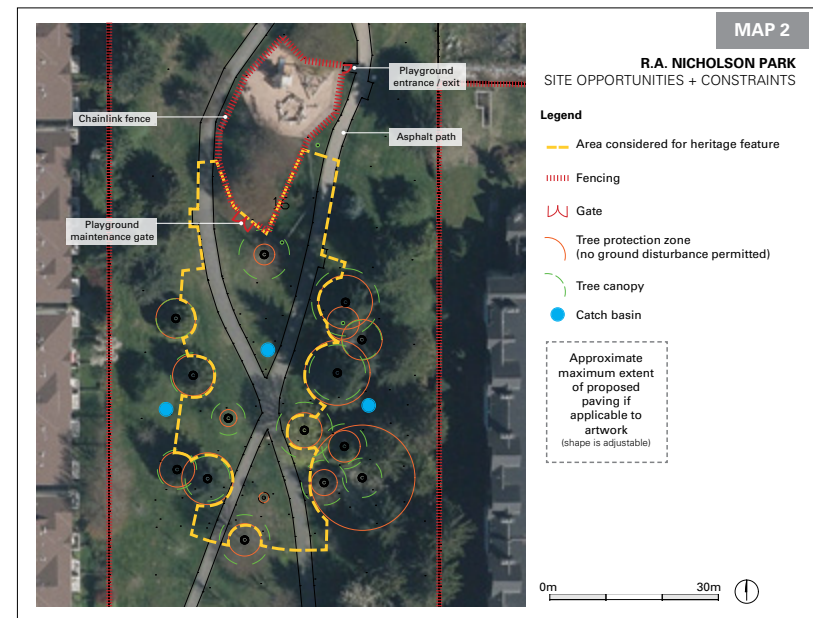 MAP 2
R.A. NICHOLSON PARK
SITE OPPORTUNITIES + CONSTRAINTS
Playground
entrance / exit
Chainlink fence
Asphalt path
Playground
maintenance gate
Legend
Area considered for heritage feature
Fencing
Gate
Tree protection zone
(no ground disturbance permitted)
Tree canopy
Catch basin
Approximate
maximum extent
of proposed
paving if
applicable to
artwork
(shape is adjustable)
0m
30m